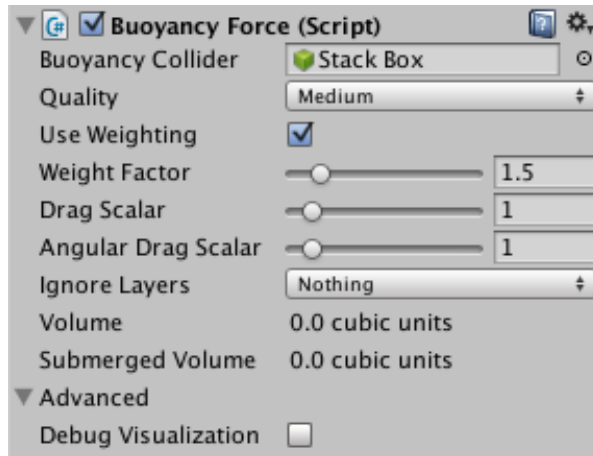 Buoyancy Force (Script)
Buoyancy Collider Stack Box
Quality Medium
Use Weighting
Weight Factor 1.5
Drag Scalar 1
Angular Drag Scalar 1
Ignore Layers Nothing
Volume 0.0 cubic units
Submerged Volume 0.0 cubic units
Advanced
Debug Visualization